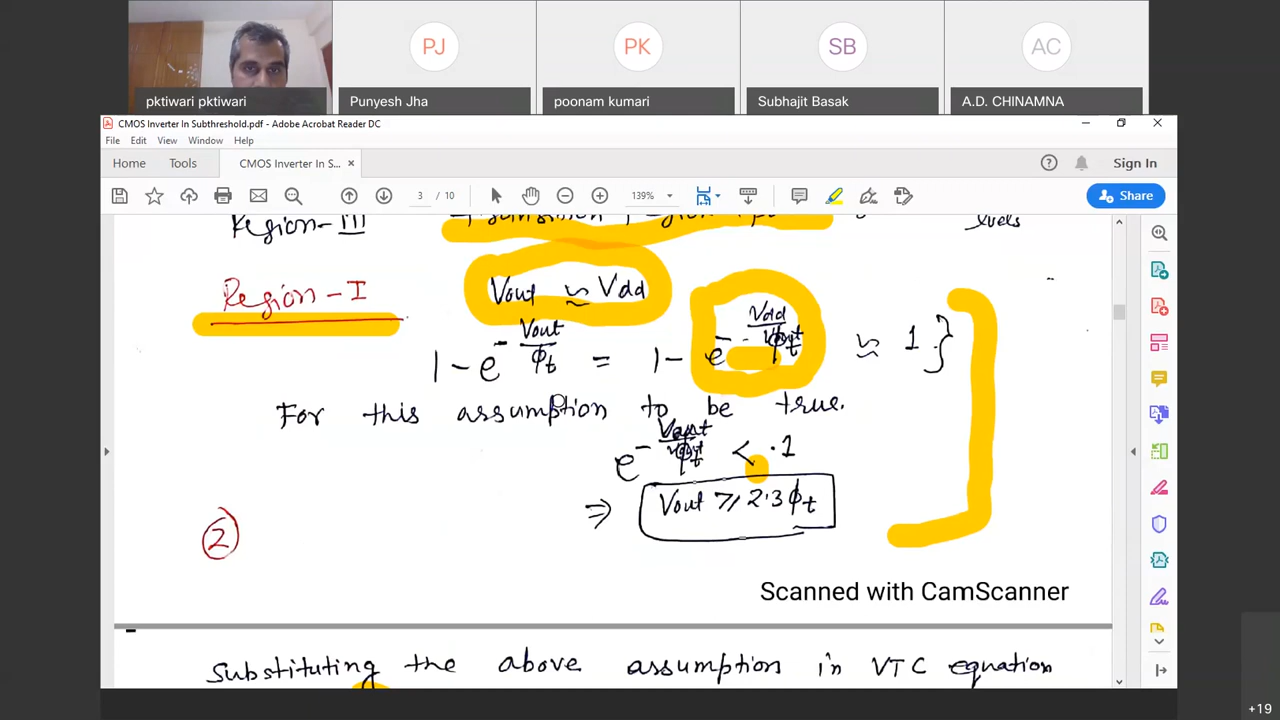 PJ
PK
SB
AC
pktiwari pktiwari
Punyesh Jha
poonam kumari
Subhajit Basak
A.D. CHINAMNA
CMOS Inverter In Subthreshold.pdf - Adobe Acrobat Reader DC
File Edit View Window Help
Home Tools CMOS Inverter In S... × Sign In
3 / 10 139% Share
Region-III levels
Region-I Vout ≈ Vdd
1 - e^-Vout/ϕt = 1 - e^-Vdd/ϕt ≈ 1 }
For this assumption to be true.
e^-Vout/ϕt < .1
⇒ Vout ⩾ 2.3 ϕt
2
Scanned with CamScanner
Substituting the above assumption in VTC equation
+19